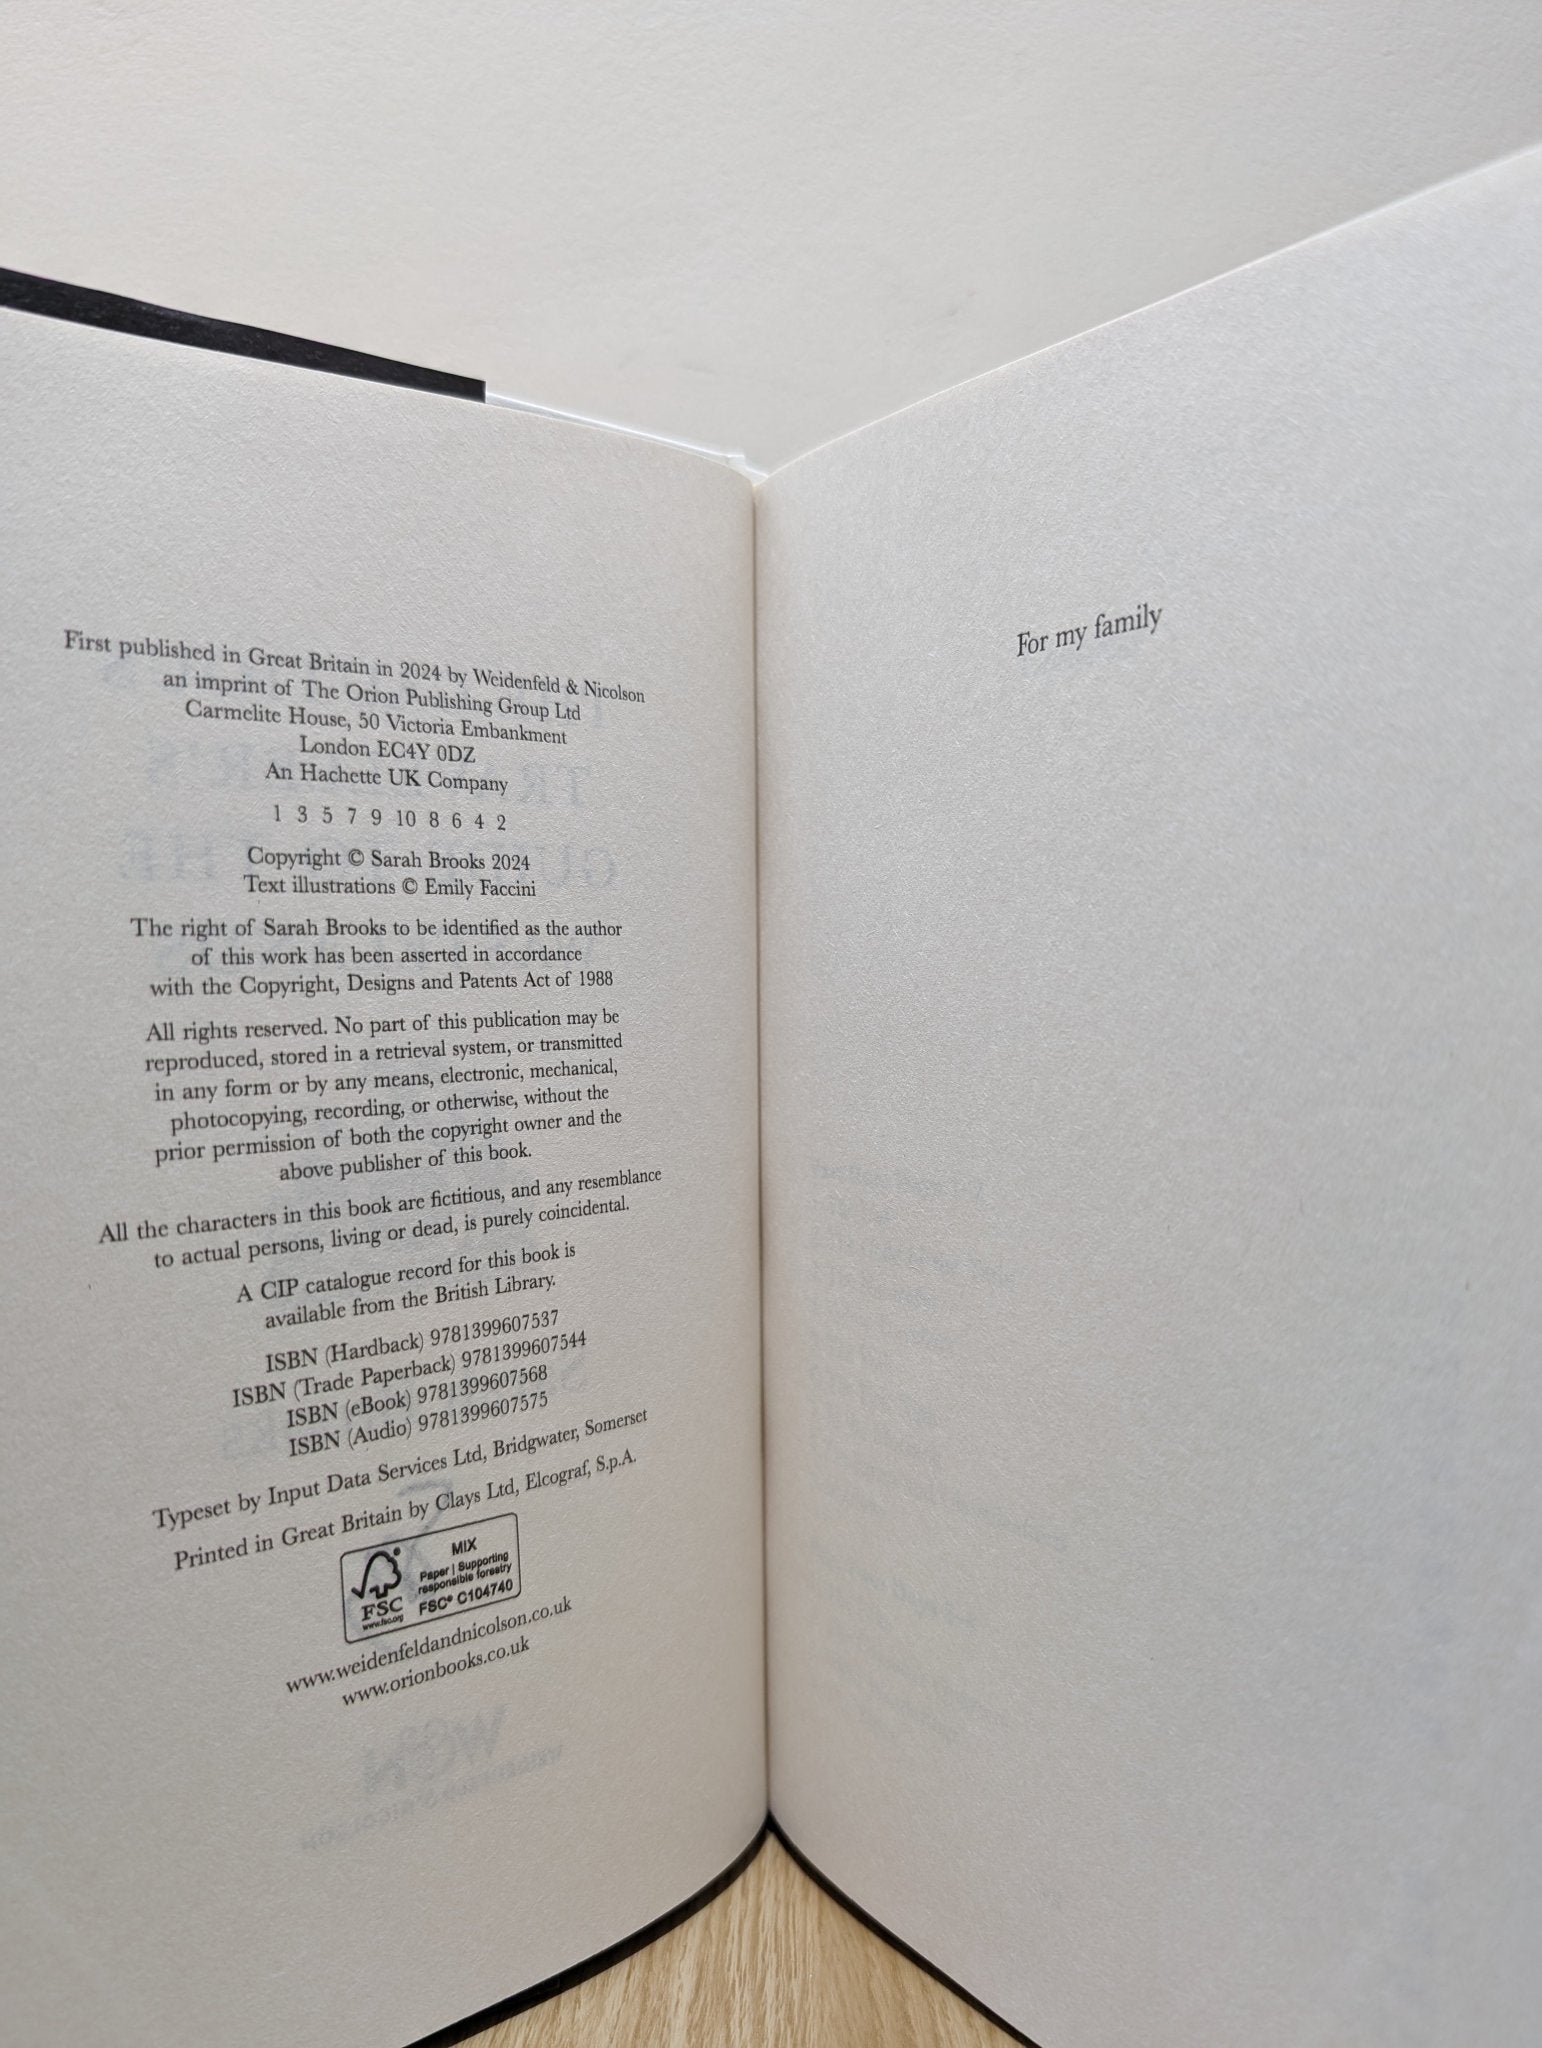 First published in Great Britain in 2024 by Weidenfeld & Nicolson
an imprint of The Orion Publishing Group Ltd
Carmelite House, 50 Victoria Embankment
London EC4Y 0DZ
An Hachette UK Company
1 3 5 7 9 10 8 6 4 2
Copyright © Sarah Brooks 2024
Text illustrations © Emily Faccini
The right of Sarah Brooks to be identified as the author
of this work has been asserted in accordance
with the Copyright, Designs and Patents Act of 1988
All rights reserved. No part of this publication may be
reproduced, stored in a retrieval system, or transmitted
in any form or by any means, electronic, mechanical,
photocopying, recording, or otherwise, without the
prior permission of both the copyright owner and the
above publisher of this book.
All the characters in this book are fictitious, and any resemblance
to actual persons, living or dead, is purely coincidental.
A CIP catalogue record for this book is
available from the British Library.
ISBN (Hardback) 9781399607537
ISBN (Trade Paperback) 9781399607544
ISBN (eBook) 9781399607568
ISBN (Audio) 9781399607575
Typeset by Input Data Services Ltd, Bridgwater, Somerset
Printed in Great Britain by Clays Ltd, Elcograf, S.p.A.
FSC
www.fsc.org
MIX
Paper | Supporting
responsible forestry
FSC® C104740
www.weidenfeldandnicolson.co.uk
www.orionbooks.co.uk
For my family